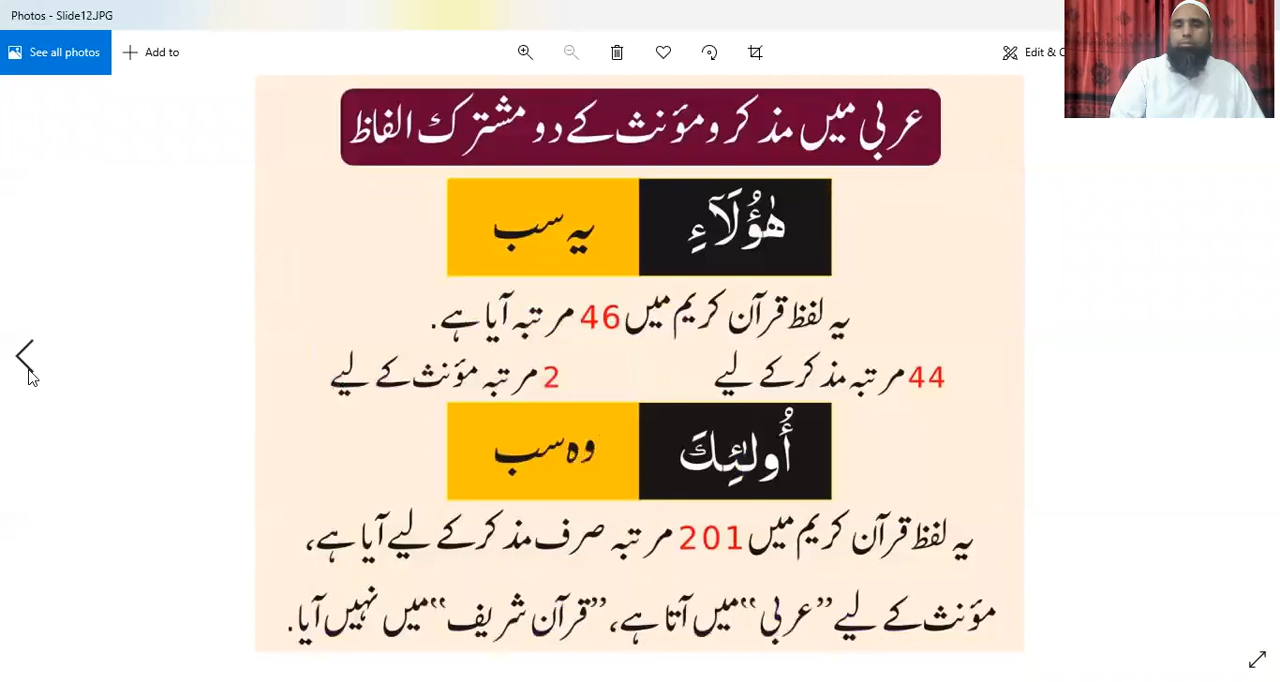 Photos - Slide12.JPG
See all photos
Add to
Edit & C
عربی میں مذکر و مؤنث کے دو مشترک الفاظ
هٰٓؤُلَآءِ یہ سب
یہ لفظ قرآن کریم میں 46 مرتبہ آیا ہے.
44 مرتبہ مذکر کے لیے 2 مرتبہ مؤنث کے لیے
أُولٰئِكَ وہ سب
یہ لفظ قرآن کریم میں 201 مرتبہ صرف مذکر کے لیے آیا ہے،
مؤنث کے لیے ”عربی“ میں آتا ہے، ”قرآن شریف“ میں نہیں آیا.